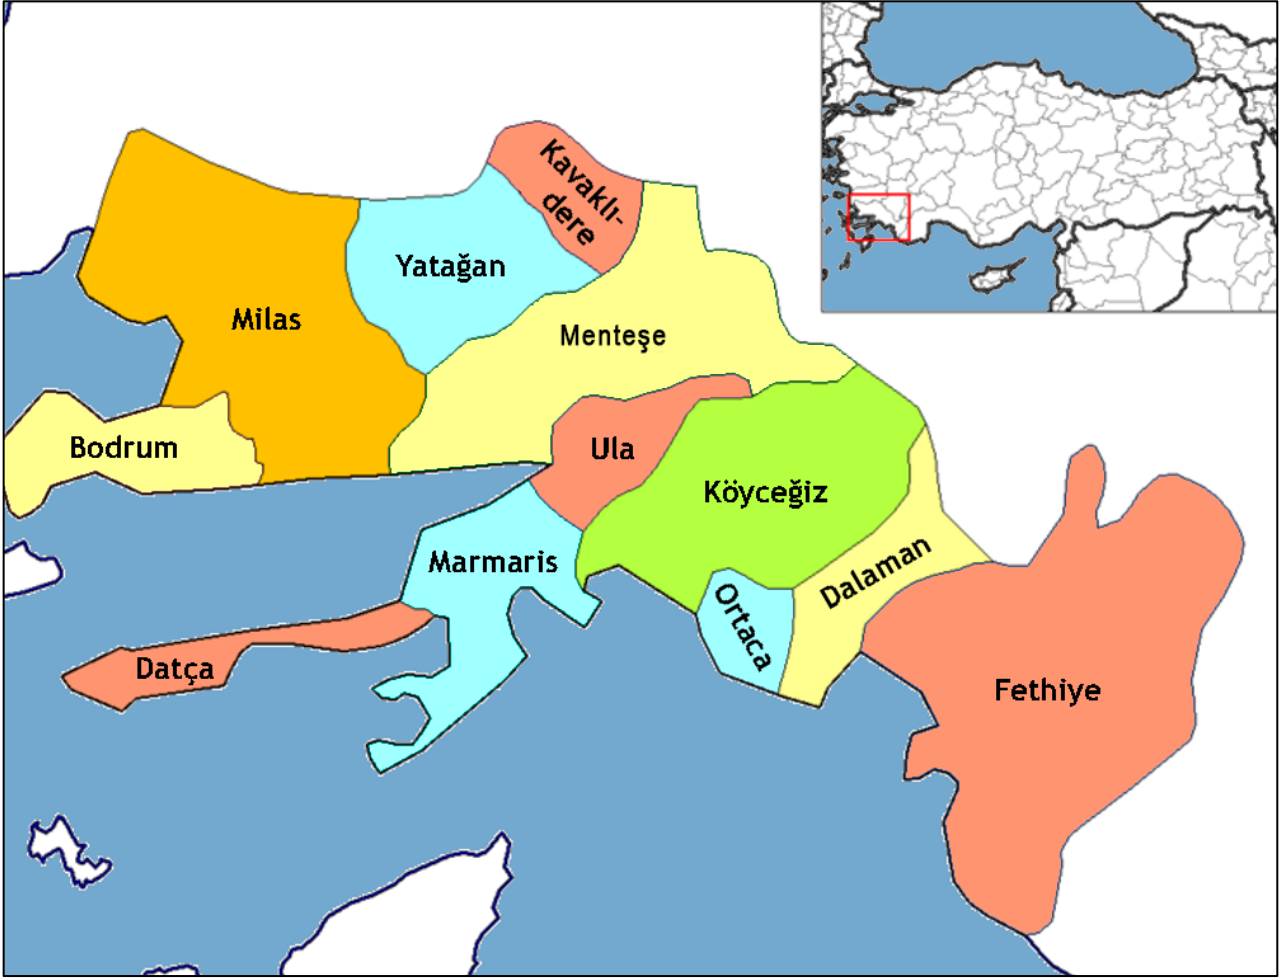 Kavaklı-
dere
Yatağan
Milas
Menteşe
Bodrum
Ula
Köyceğiz
Marmaris
Dalaman
Ortaca
Datça
Fethiye